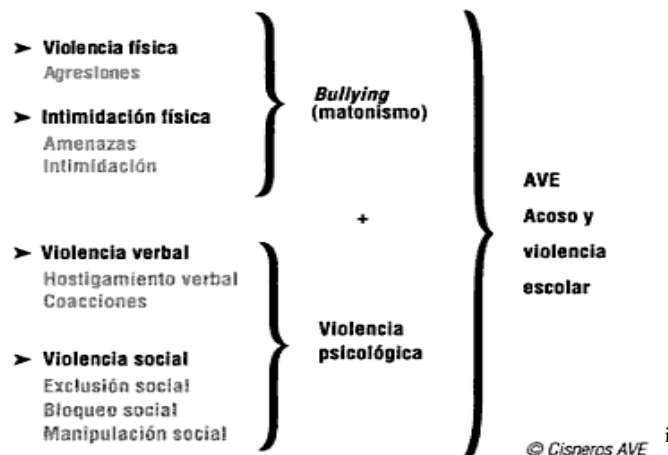 ➤ Violencia física
Agresiones
➤ Intimidación física
Amenazas
Intimidación
Bullying
(matonismo)
+
➤ Violencia verbal
Hostigamiento verbal
Coacciones
➤ Violencia social
Exclusión social
Bloqueo social
Manipulación social
Violencia
psicológica
AVE
Acoso y
violencia
escolar
© Cisneros AVE
i